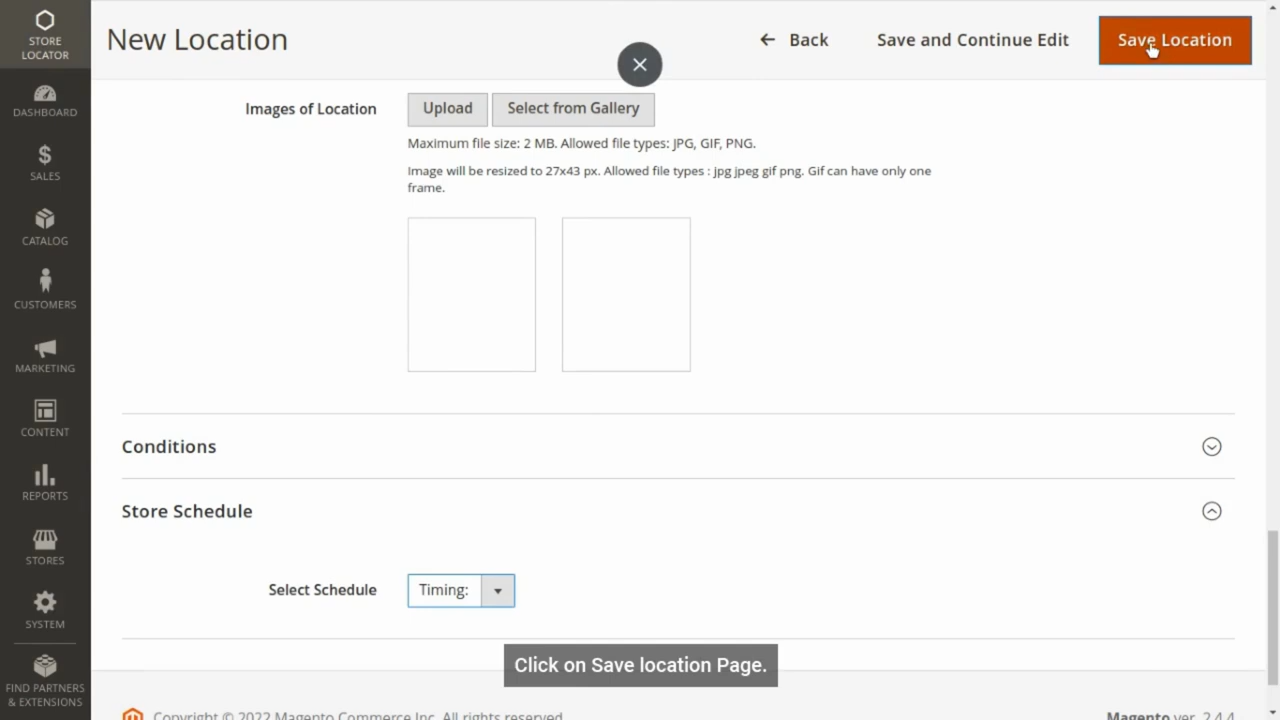 STORE
LOCATOR
DASHBOARD
$
SALES
CATALOG
CUSTOMERS
MARKETING
CONTENT
REPORTS
STORES
SYSTEM
FIND PARTNERS
& EXTENSIONS
New Location
Back
Save and Continue Edit
Save Location
Images of Location
Upload
Select from Gallery
Maximum file size: 2 MB. Allowed file types: JPG, GIF, PNG.
Image will be resized to 27x43 px. Allowed file types : jpg jpeg gif png. Gif can have only one
frame.
Conditions
Store Schedule
Select Schedule
Timing:
Click on Save location Page.
Copyright © 2022 Magento Commerce Inc. All rights reserved.
Magento ver. 2.4.4